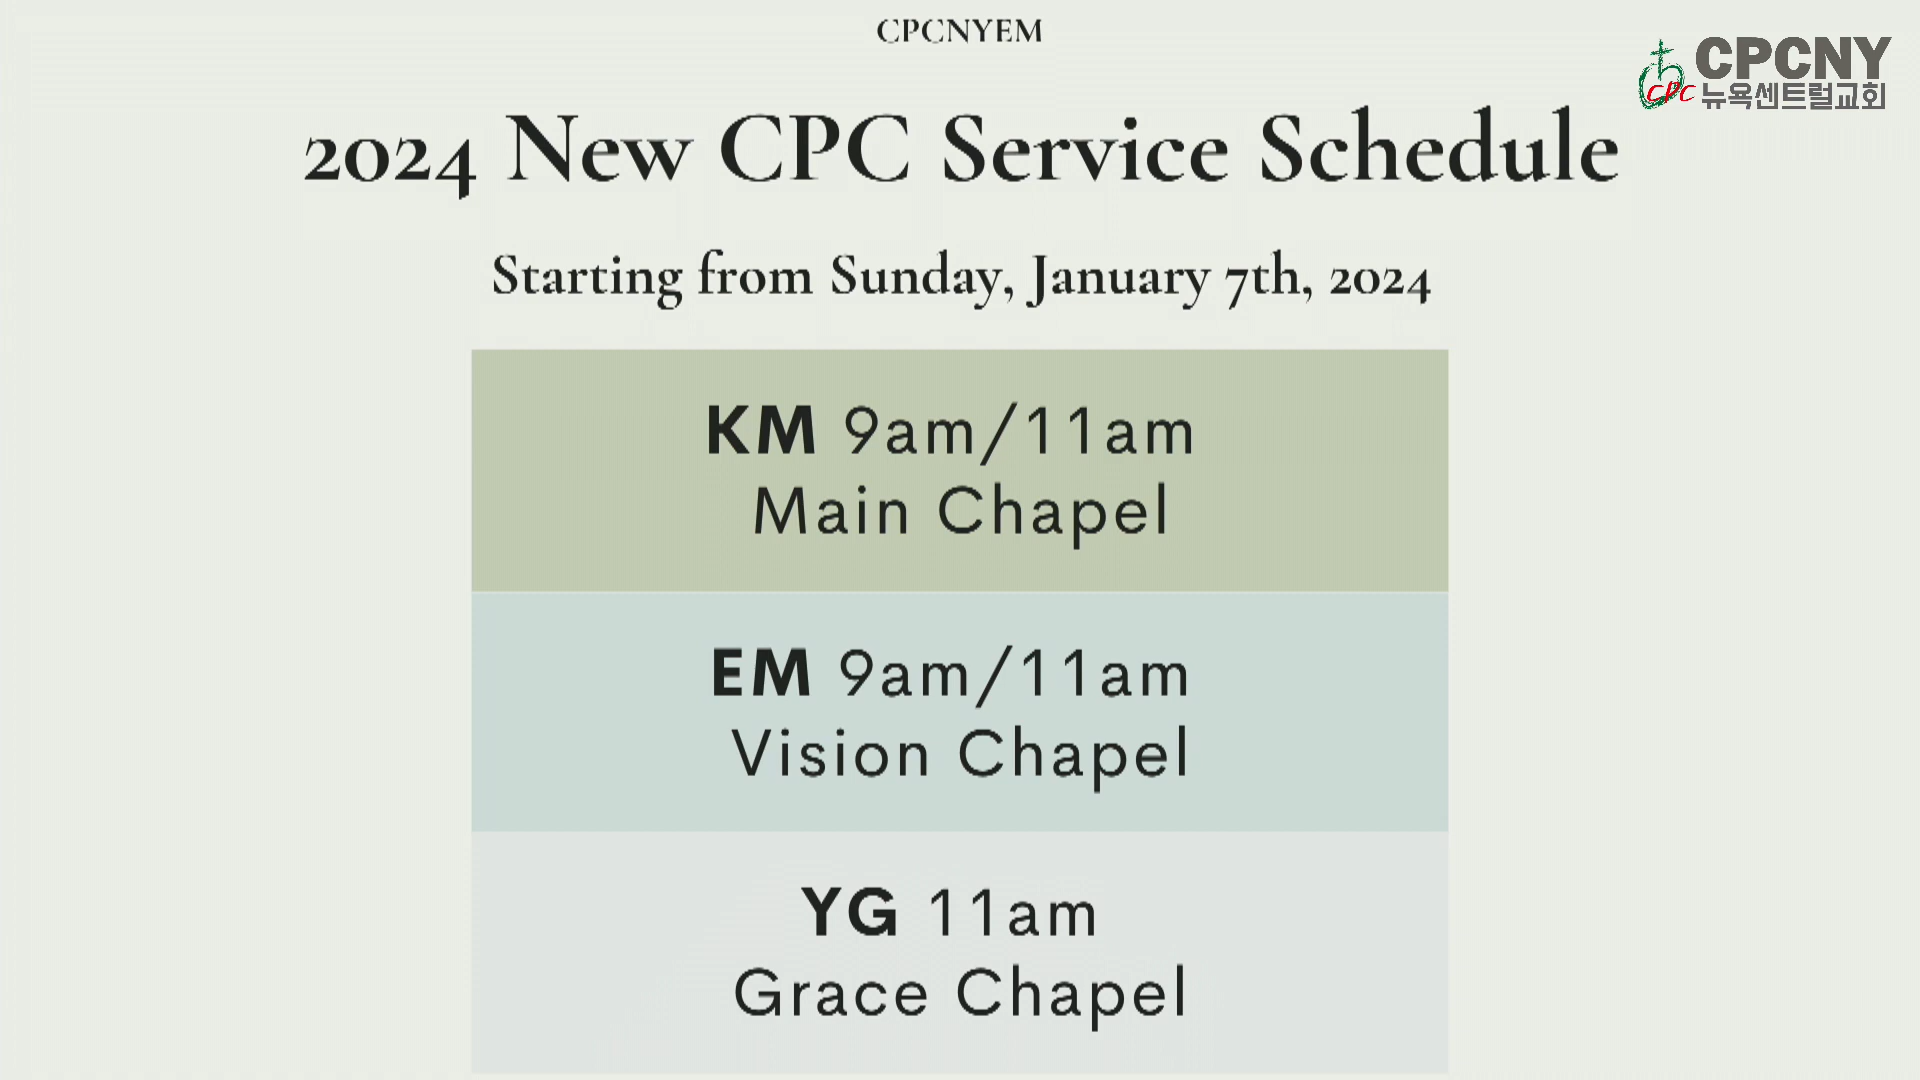 CPCNYEM
CPCNY
CPC
뉴욕센트럴교회
2024 New CPC Service Schedule
Starting from Sunday, January 7th, 2024
KM 9am/11am
Main Chapel
EM 9am/11am
Vision Chapel
YG 11am
Grace Chapel